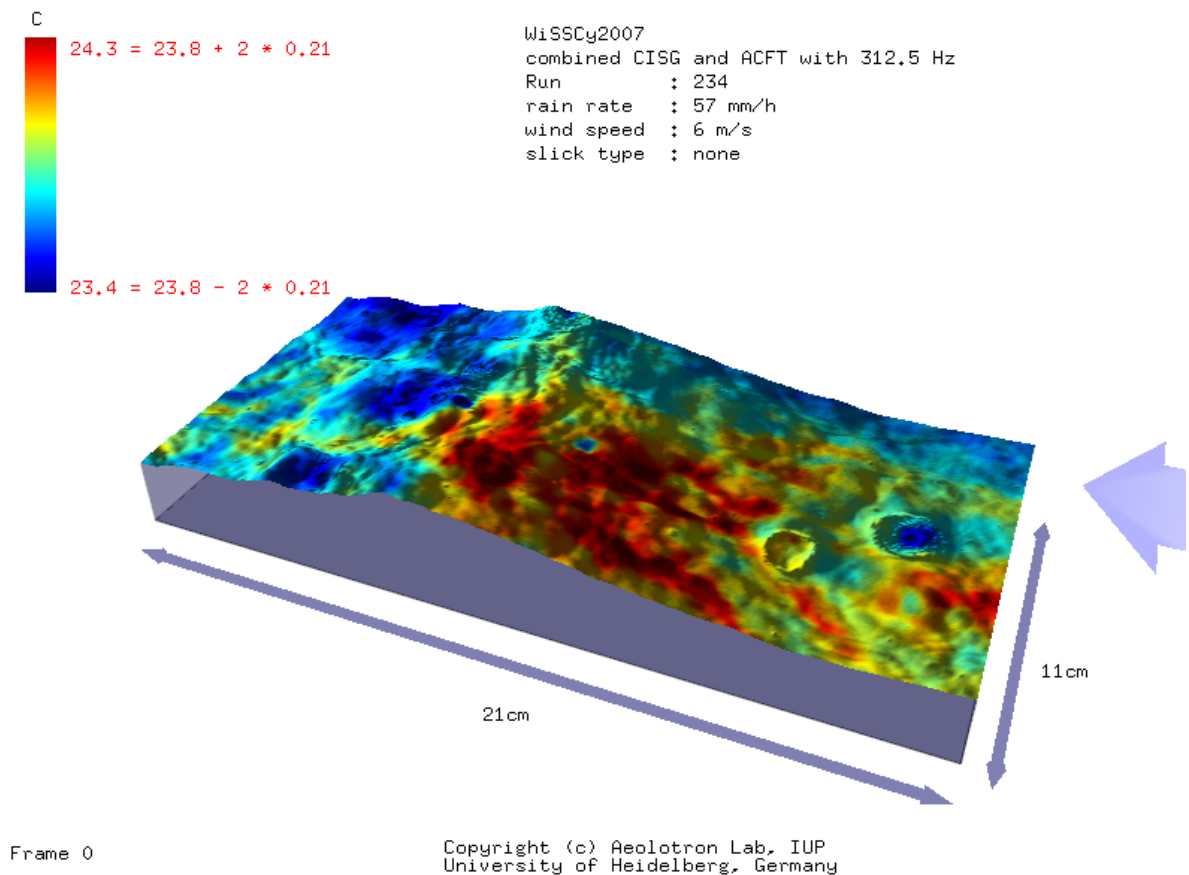 C
24.3 = 23.8 + 2 * 0.21
23.4 = 23.8 - 2 * 0.21
WiSSCy2007
combined CISG and ACFT with 312.5 Hz
Run : 234
rain rate : 57 mm/h
wind speed : 6 m/s
slick type : none
11cm
21cm
Frame 0
Copyright (c) Aeolotron Lab, IUP
University of Heidelberg, Germany